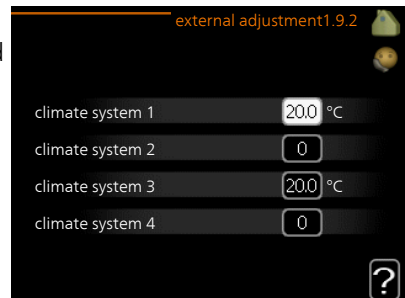 external adjustment1.9.2
climate system 1 20.0 °C
climate system 2 0
climate system 3 20.0 °C
climate system 4 0
?